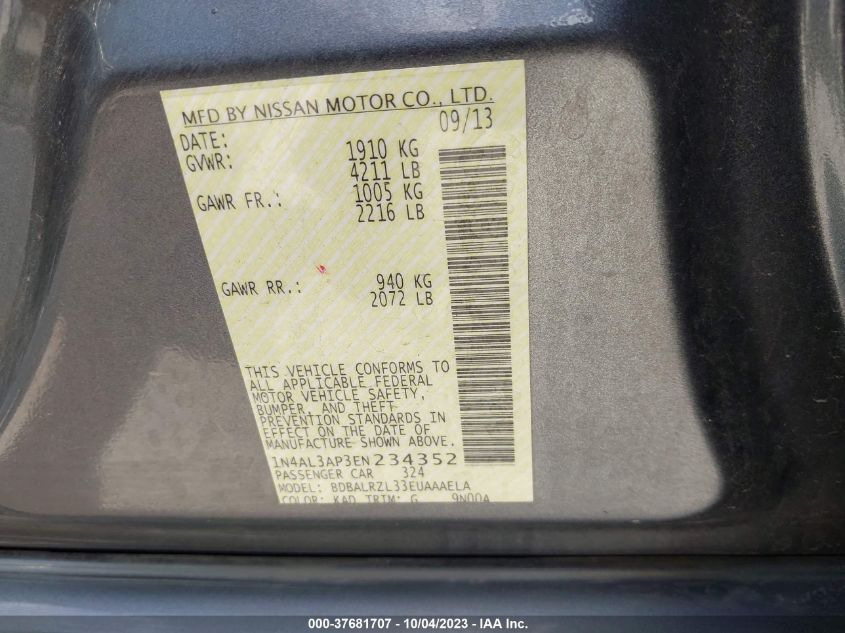 MFD BY NISSAN MOTOR CO., LTD.
DATE: 09/13
GVWR: 1910 KG
4211 LB
GAWR FR.: 1005 KG
2216 LB
GAWR RR.: 940 KG
2072 LB
THIS VEHICLE CONFORMS TO
ALL APPLICABLE FEDERAL
MOTOR VEHICLE SAFETY,
BUMPER, AND THEFT
PREVENTION STANDARDS IN
EFFECT ON THE DATE OF
MANUFACTURE SHOWN ABOVE.
1N4AL3AP3EN234352
PASSENGER CAR 324
MODEL: BDBALRZL33EUAAAELA
COLOR: KAD TRIM: G 9N00A
000-37681707 - 10/04/2023 - IAA Inc.